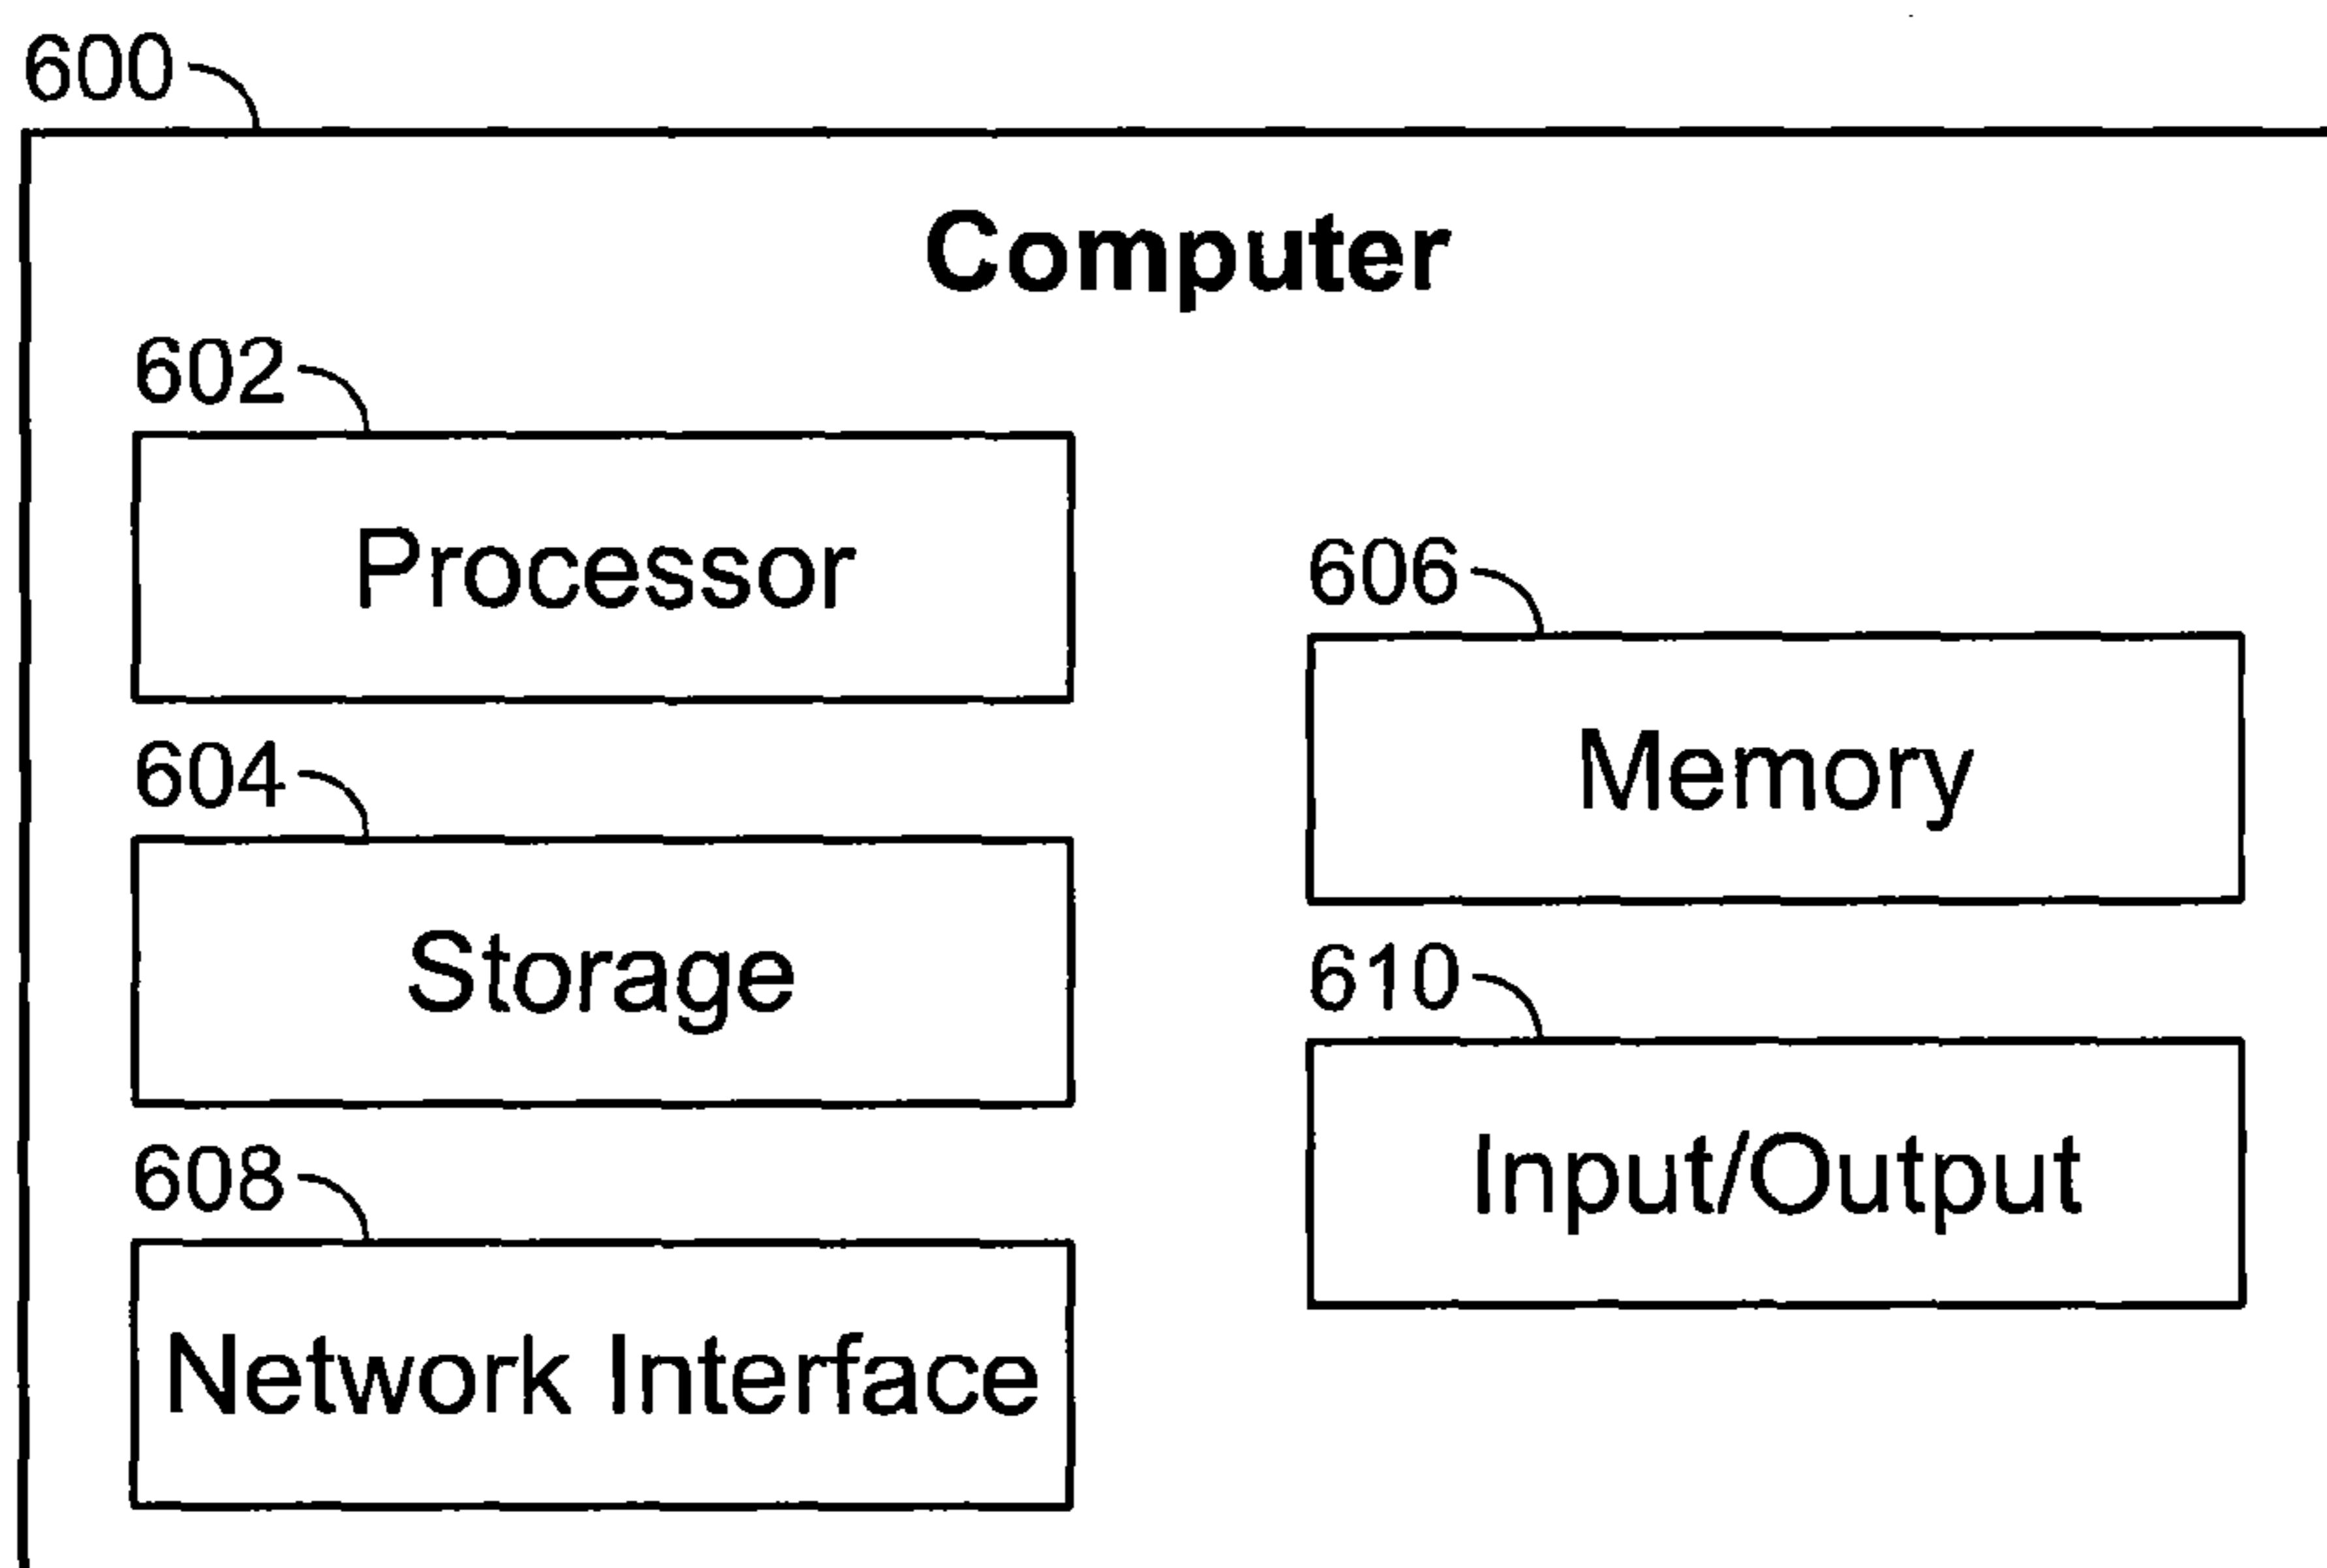 600
Computer
602
Processor
606
Memory
604
Storage
610
Input/Output
608
Network Interface